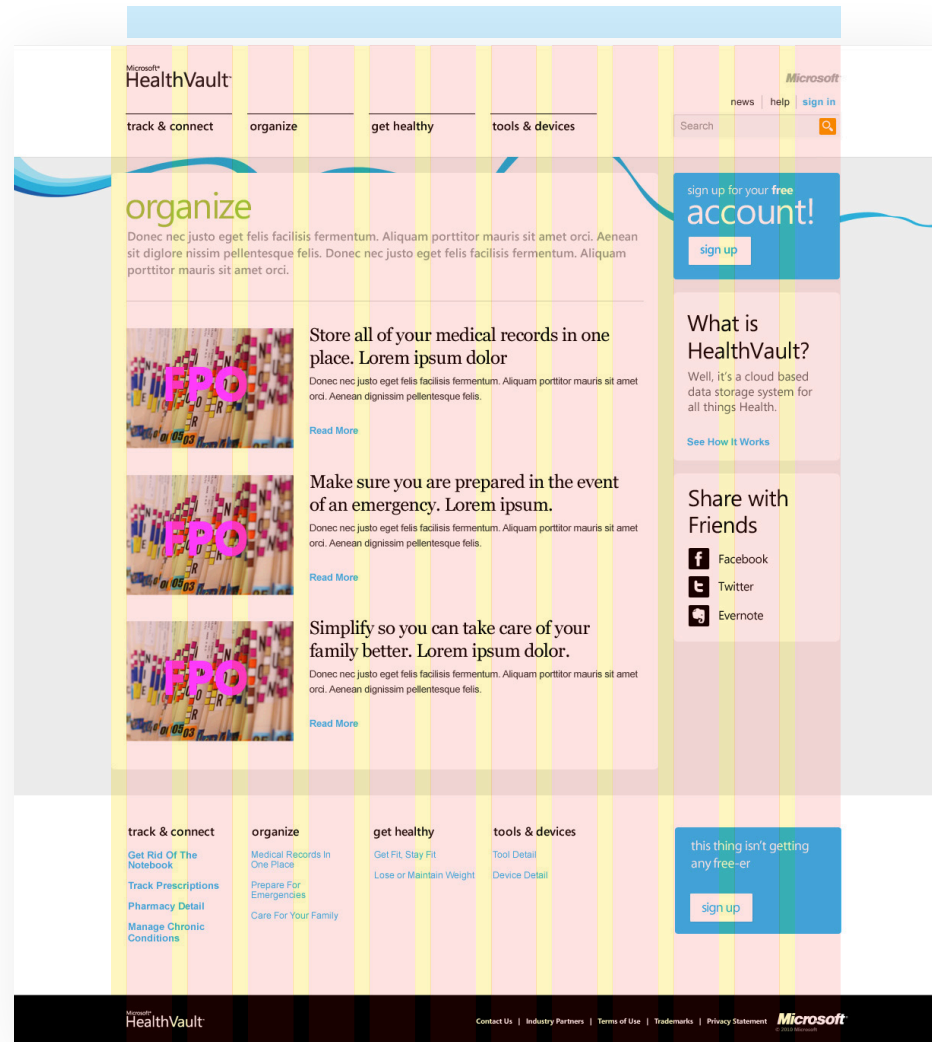 Microsoft®
HealthVault™
Microsoft
news | help | sign in
track & connect organize get healthy tools & devices
Search
organize
Donec nec justo eget felis facilisis fermentum. Aliquam porttitor mauris sit amet orci. Aenean
sit diglore nissim pellentesque felis. Donec nec justo eget felis facilisis fermentum. Aliquam
porttitor mauris sit amet orci.
FPO
Store all of your medical records in one
place. Lorem ipsum dolor
Donec nec justo eget felis facilisis fermentum. Aliquam porttitor mauris sit amet
orci. Aenean dignissim pellentesque felis.
Read More
FPO
Make sure you are prepared in the event
of an emergency. Lorem ipsum.
Donec nec justo eget felis facilisis fermentum. Aliquam porttitor mauris sit amet
orci. Aenean dignissim pellentesque felis.
Read More
FPO
Simplify so you can take care of your
family better. Lorem ipsum dolor.
Donec nec justo eget felis facilisis fermentum. Aliquam porttitor mauris sit amet
orci. Aenean dignissim pellentesque felis.
Read More
sign up for your free
account!
sign up
What is
HealthVault?
Well, it's a cloud based
data storage system for
all things Health.
See How It Works
Share with
Friends
Facebook
Twitter
Evernote
track & connect
Get Rid Of The
Notebook
Track Prescriptions
Pharmacy Detail
Manage Chronic
Conditions
organize
Medical Records In
One Place
Prepare For
Emergencies
Care For Your Family
get healthy
Get Fit, Stay Fit
Lose or Maintain Weight
tools & devices
Tool Detail
Device Detail
this thing isn't getting
any free-er
sign up
Microsoft®
HealthVault™
Contact Us | Industry Partners | Terms of Use | Trademarks | Privacy Statement
Microsoft
© 2010 Microsoft